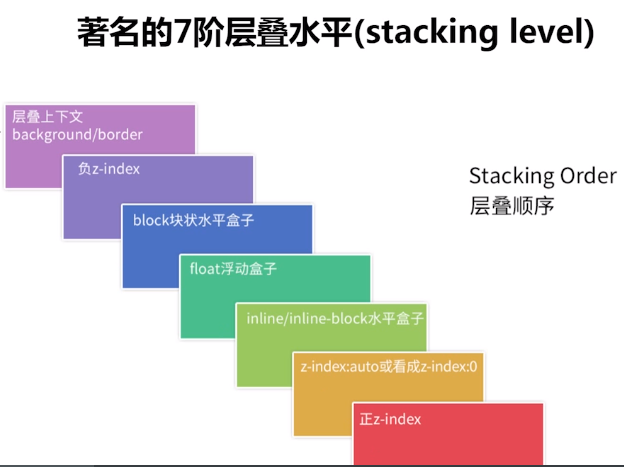 著名的7阶层叠水平(stacking level)
层叠上下文
background/border
负z-index
Stacking Order
层叠顺序
block块状水平盒子
float浮动盒子
inline/inline-block水平盒子
z-index:auto或看成z-index:0
正z-index